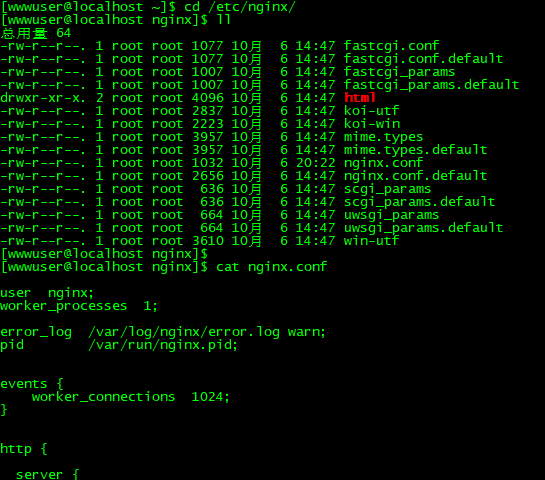 [wwwuser@localhost ~]$ cd /etc/nginx/
[wwwuser@localhost nginx]$ ll
总用量 64
-rw-r--r--. 1 root root 1077 10月  6 14:47 fastcgi.conf
-rw-r--r--. 1 root root 1077 10月  6 14:47 fastcgi.conf.default
-rw-r--r--. 1 root root 1007 10月  6 14:47 fastcgi_params
-rw-r--r--. 1 root root 1007 10月  6 14:47 fastcgi_params.default
drwxr-xr-x. 2 root root 4096 10月  6 14:47 html
-rw-r--r--. 1 root root 2837 10月  6 14:47 koi-utf
-rw-r--r--. 1 root root 2223 10月  6 14:47 koi-win
-rw-r--r--. 1 root root 3957 10月  6 14:47 mime.types
-rw-r--r--. 1 root root 3957 10月  6 14:47 mime.types.default
-rw-r--r--. 1 root root 1032 10月  6 20:22 nginx.conf
-rw-r--r--. 1 root root 2656 10月  6 14:47 nginx.conf.default
-rw-r--r--. 1 root root  636 10月  6 14:47 scgi_params
-rw-r--r--. 1 root root  636 10月  6 14:47 scgi_params.default
-rw-r--r--. 1 root root  664 10月  6 14:47 uwsgi_params
-rw-r--r--. 1 root root  664 10月  6 14:47 uwsgi_params.default
-rw-r--r--. 1 root root 3610 10月  6 14:47 win-utf
[wwwuser@localhost nginx]$
[wwwuser@localhost nginx]$ cat nginx.conf
user  nginx;
worker_processes  1;
error_log  /var/log/nginx/error.log warn;
pid        /var/run/nginx.pid;
events {
    worker_connections  1024;
}
http {
  server {